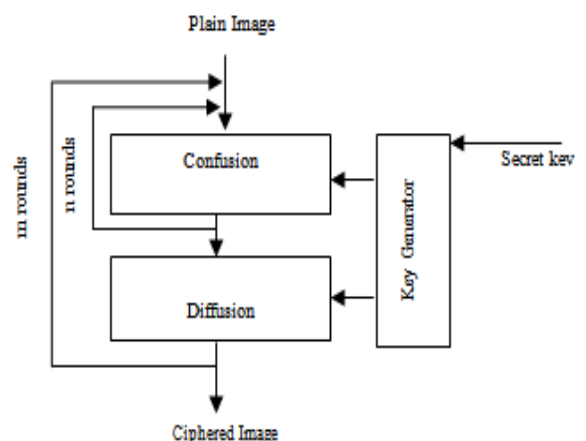 Plain Image
m rounds
n rounds
Confusion
Secret kev
Key Generator
Diffusion
Ciphered Image